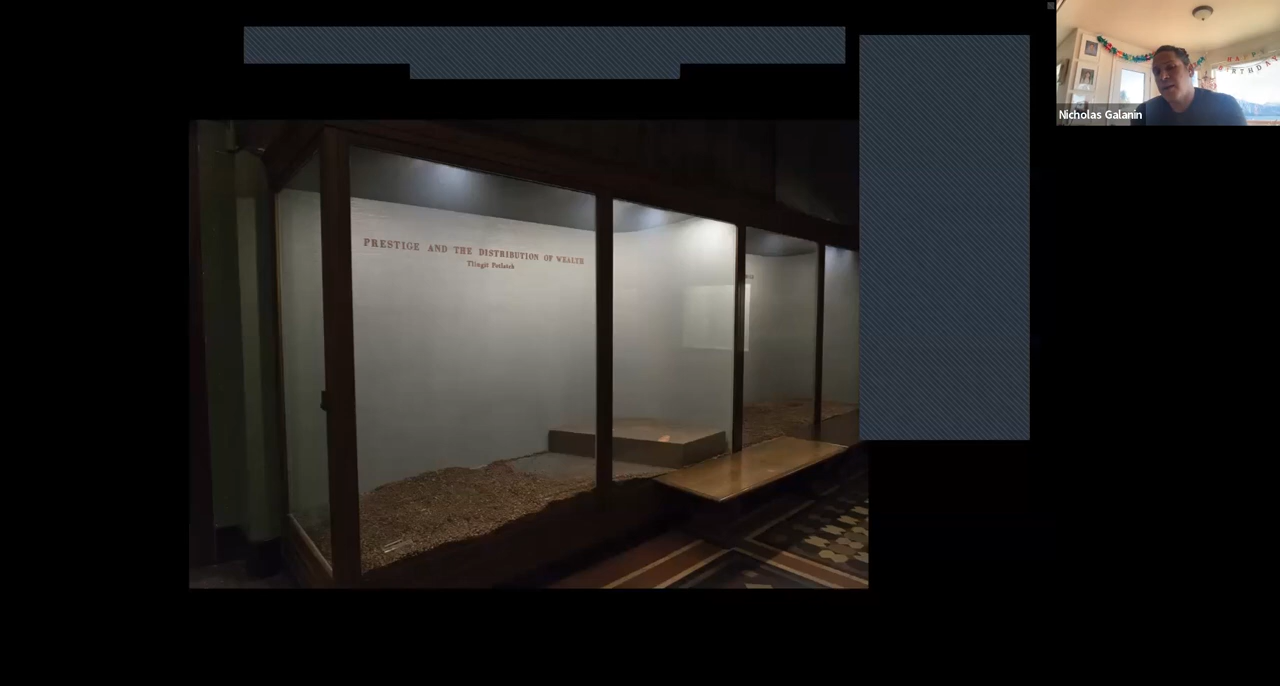 PRESTIGE AND THE DISTRIBUTION OF WEALTH
Tlingit Potlatch
Nicholas Galanin